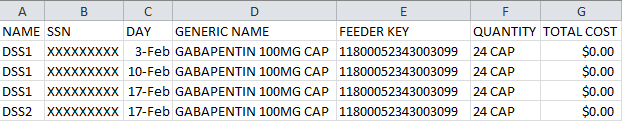 A B C D E F G
NAME SSN DAY GENERIC NAME FEEDER KEY QUANTITY TOTAL COST
DSS1 XXXXXXXXX 3-Feb GABAPENTIN 100MG CAP 11800052343003099 24 CAP $0.00
DSS1 XXXXXXXXX 10-Feb GABAPENTIN 100MG CAP 11800052343003099 24 CAP $0.00
DSS1 XXXXXXXXX 17-Feb GABAPENTIN 100MG CAP 11800052343003099 24 CAP $0.00
DSS2 XXXXXXXXX 17-Feb GABAPENTIN 100MG CAP 11800052343003099 24 CAP $0.00